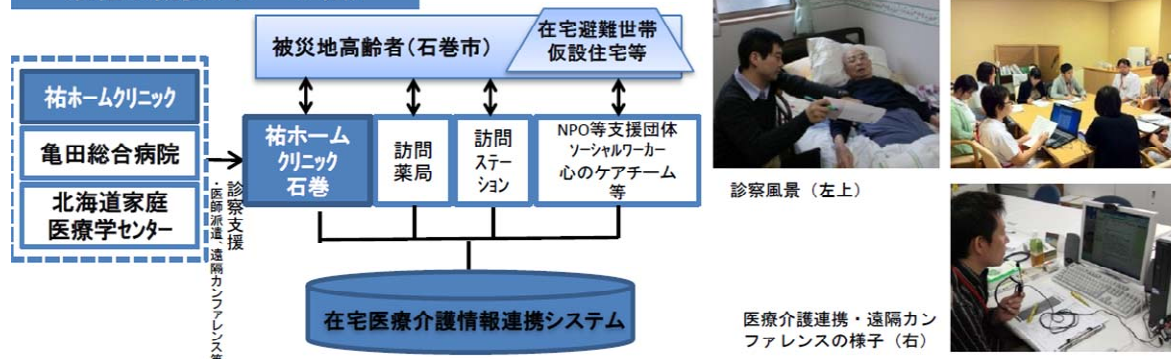 被災地高齢者（石巻市）
在宅避難世帯
仮設住宅等
祐ホームクリニック
亀田総合病院
北海道家庭
医療学センター
診察支援
・医師派遣、遠隔カンファレンス等
祐ホーム
クリニック
石巻
訪問
薬局
訪問
ステー
ション
NPO等支援団体
ソーシャルワーカー
心のケアチーム
等
在宅医療介護情報連携システム
診察風景（左上）
医療介護連携・遠隔カン
ファレンスの様子（右）